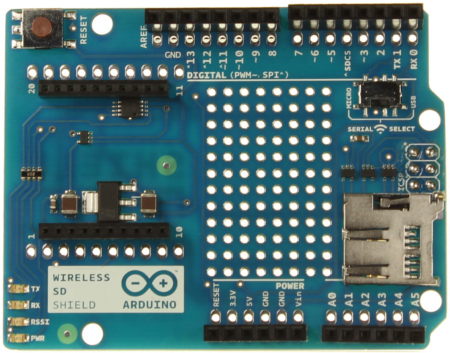 RESET
AREF
GND
^13
^12
~11
~10
~9
8
7
~6
~5
^SDCS
~3
2
TX 1
RX 0
DIGITAL (PWM~, SPI^)
20
11
MICRO
USB
SERIAL SELECT
ICSP
1
10
WIRELESS
SD
SHIELD
ARDUINO
TX
RX
RSSI
PWR
POWER
RESET
3.3V
5V
GND
GND
Vin
A0
A1
A2
A3
A4
A5